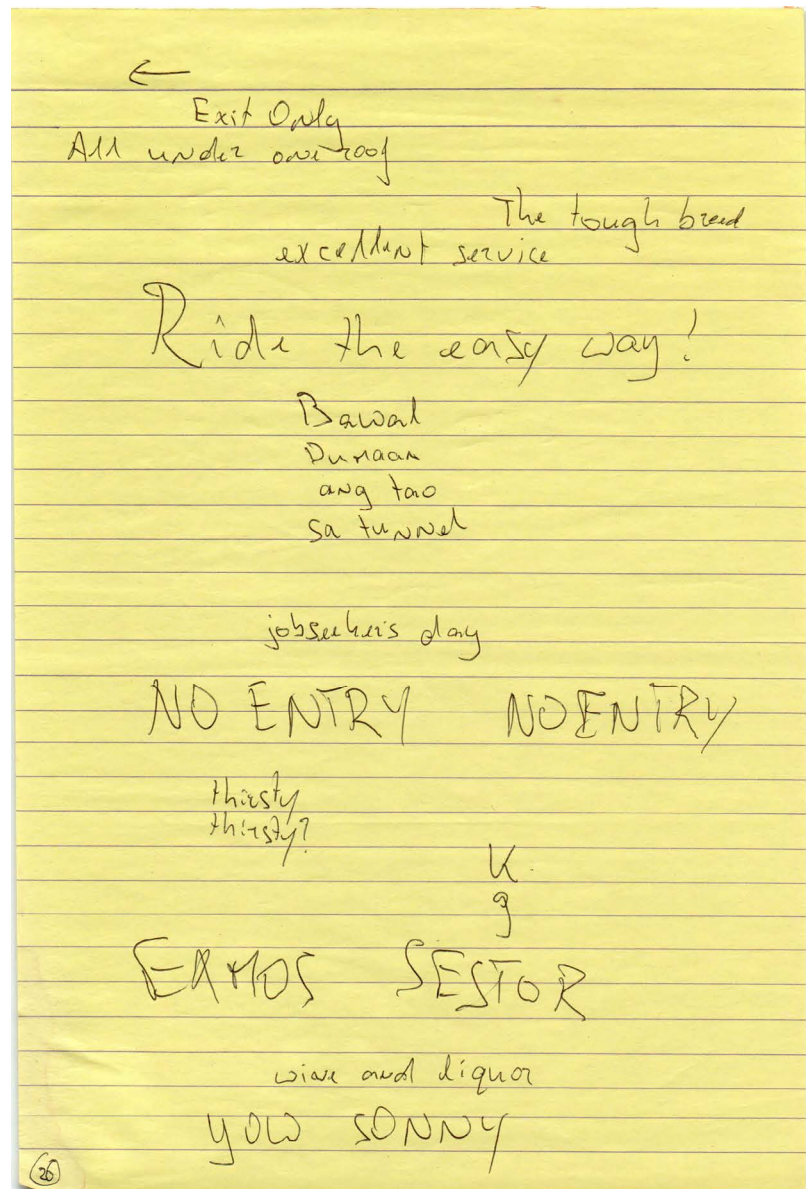 ←
Exit Only
All under one roof
The tough breed
excellent service
Ride the easy way!
Bawal
Dumaan
ang tao
sa tunnel
jobseeker's day
NO ENTRY NO ENTRY
thirsty
thirsty?
K
g
SESTOR
wine and liquor
YOW SONNY
26